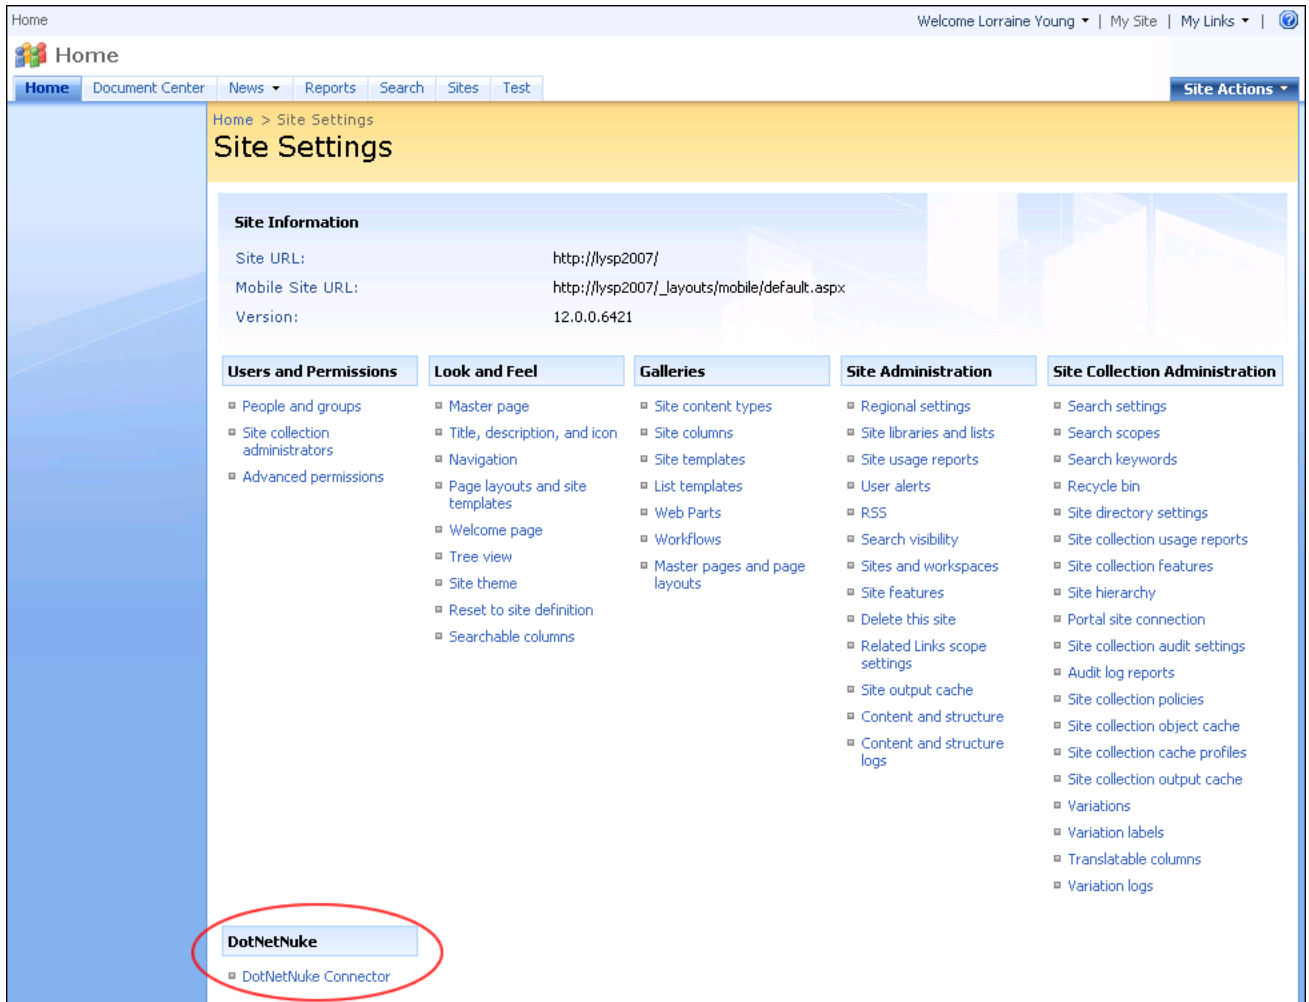 Home
Welcome Lorraine Young | My Site | My Links |
Home
Home Document Center News Reports Search Sites Test Site Actions
Home > Site Settings
Site Settings
Site Information
Site URL: http://lysp2007/
Mobile Site URL: http://lysp2007/_layouts/mobile/default.aspx
Version: 12.0.0.6421
Users and Permissions
People and groups
Site collection
administrators
Advanced permissions
Look and Feel
Master page
Title, description, and icon
Navigation
Page layouts and site
templates
Welcome page
Tree view
Site theme
Reset to site definition
Searchable columns
Galleries
Site content types
Site columns
Site templates
List templates
Web Parts
Workflows
Master pages and page
layouts
Site Administration
Regional settings
Site libraries and lists
Site usage reports
User alerts
RSS
Search visibility
Sites and workspaces
Site features
Delete this site
Related Links scope
settings
Site output cache
Content and structure
Content and structure
logs
Site Collection Administration
Search settings
Search scopes
Search keywords
Recycle bin
Site directory settings
Site collection usage reports
Site collection features
Site hierarchy
Portal site connection
Site collection audit settings
Audit log reports
Site collection policies
Site collection object cache
Site collection cache profiles
Site collection output cache
Variations
Variation labels
Translatable columns
Variation logs
DotNetNuke
DotNetNuke Connector